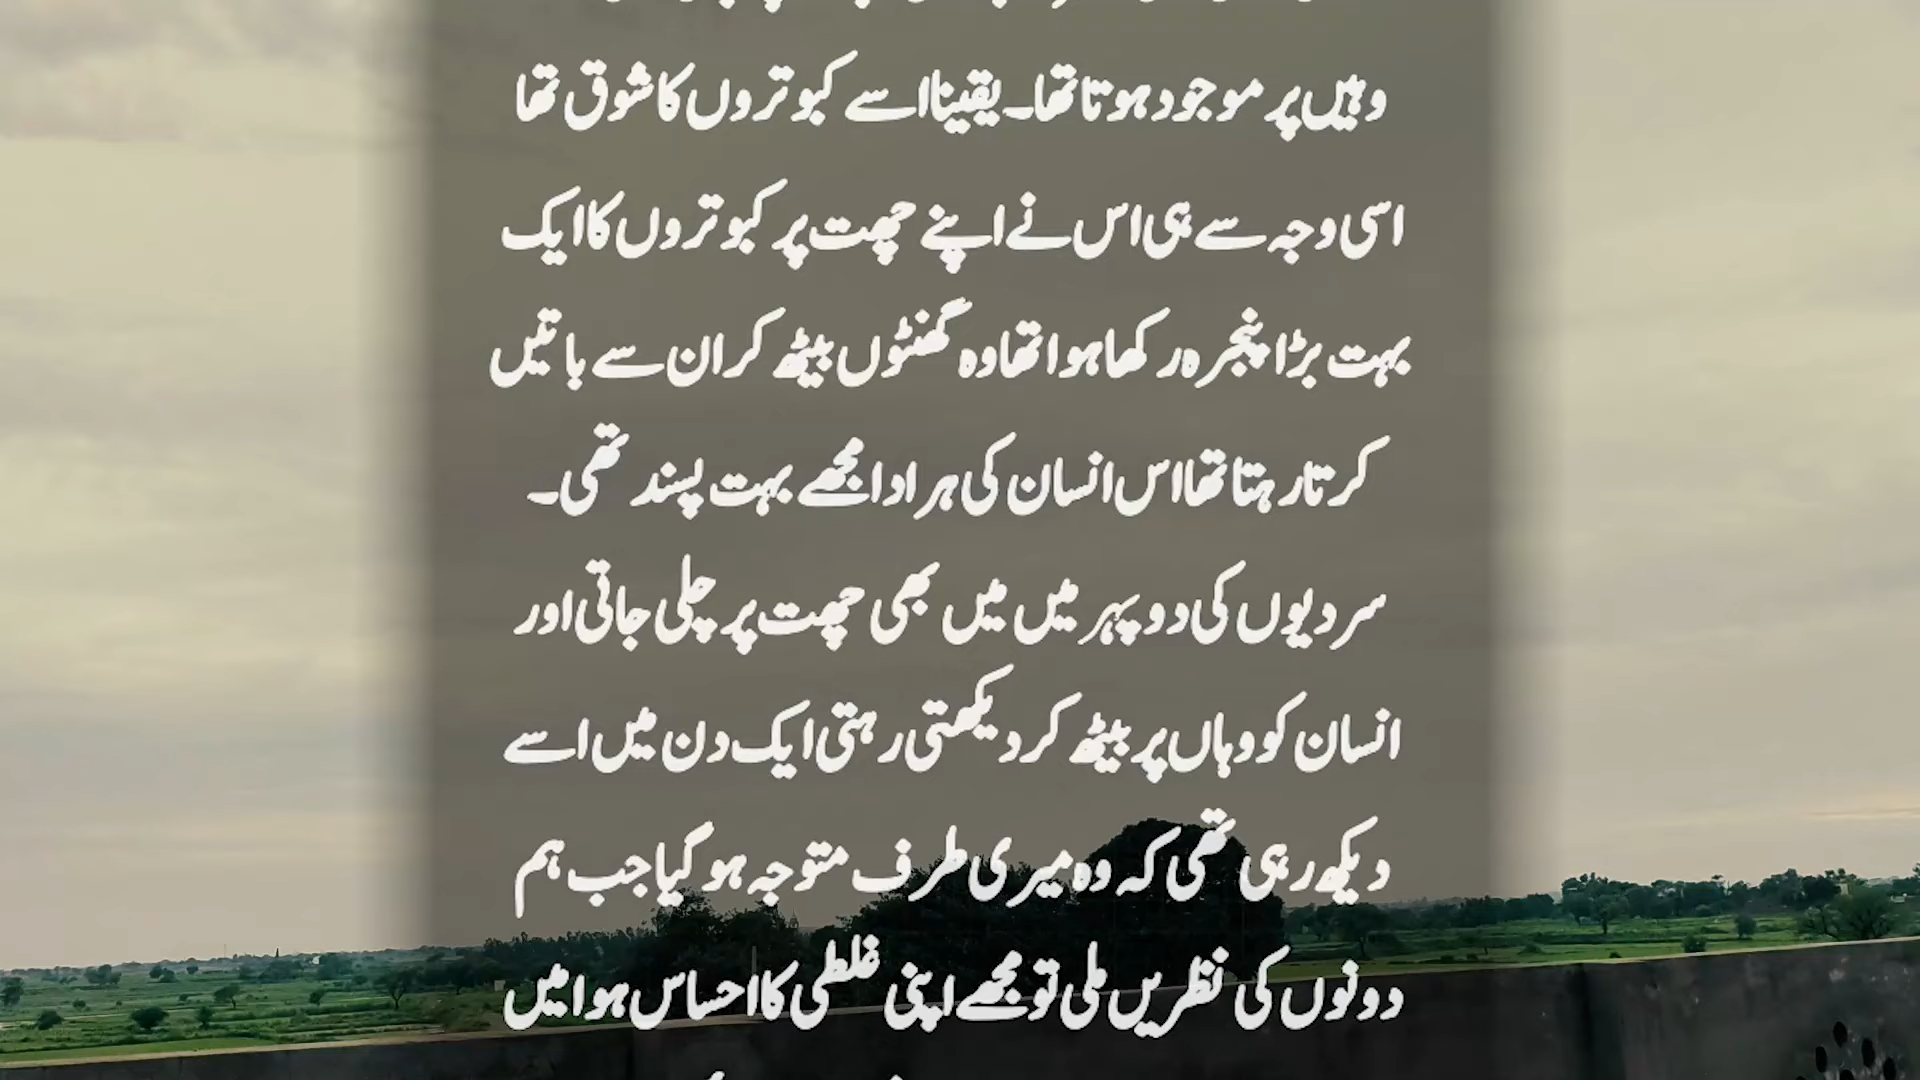 وہیں پر موجود ہوتا تھا۔ یقینا اسے کبوتروں کا شوق تھا
اسی وجہ سے ہی اس نے اپنے چھت پر کبوتروں کا ایک
بہت بڑا پنجرہ رکھا ہوا تھا وہ گھنٹوں بیٹھ کر ان سے باتیں
کرتا رہتا تھا اس انسان کی ہر ادا مجھے بہت پسند تھی۔
سردیوں کی دوپہر میں میں بھی چھت پر چلی جاتی اور
انسان کو وہاں پر بیٹھ کر دیکھتی رہتی ایک دن میں اسے
دیکھ رہی تھی کہ وہ میری طرف متوجہ ہو گیا جب ہم
دونوں کی نظریں ملی تو مجھے اپنی غلطی کا احساس ہوا میں